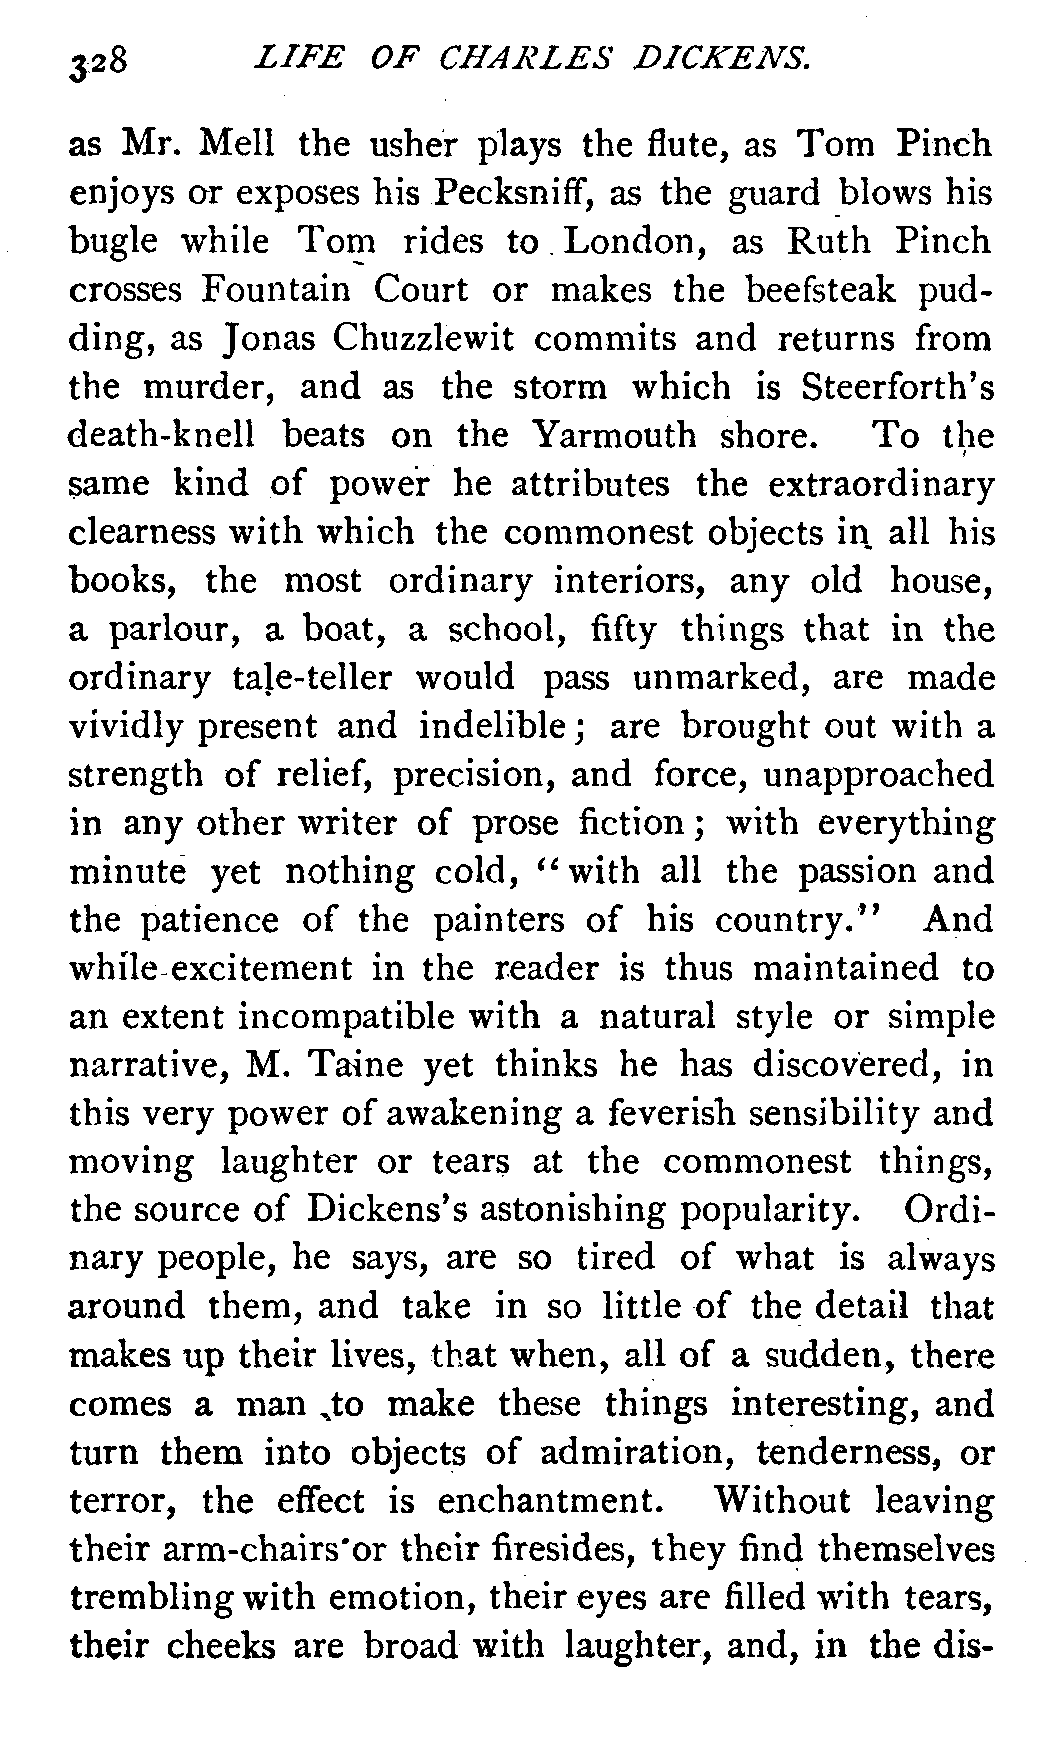 328 LIFE OF CHARLES DICKENS.
as Mr. Mell the usher plays the flute, as Tom Pinch
enjoys or exposes his Pecksniff, as the guard blows his
bugle while Tom rides to London, as Ruth Pinch
crosses Fountain Court or makes the beefsteak pud-
ding, as Jonas Chuzzlewit commits and returns from
the murder, and as the storm which is Steerforth's
death-knell beats on the Yarmouth shore. To the
same kind of power he attributes the extraordinary
clearness with which the commonest objects in all his
books, the most ordinary interiors, any old house,
a parlour, a boat, a school, fifty things that in the
ordinary tale-teller would pass unmarked, are made
vividly present and indelible; are brought out with a
strength of relief, precision, and force, unapproached
in any other writer of prose fiction; with everything
minute yet nothing cold, "with all the passion and
the patience of the painters of his country." And
while excitement in the reader is thus maintained to
an extent incompatible with a natural style or simple
narrative, M. Taine yet thinks he has discovered, in
this very power of awakening a feverish sensibility and
moving laughter or tears at the commonest things,
the source of Dickens's astonishing popularity. Ordi-
nary people, he says, are so tired of what is always
around them, and take in so little of the detail that
makes up their lives, that when, all of a sudden, there
comes a man to make these things interesting, and
turn them into objects of admiration, tenderness, or
terror, the effect is enchantment. Without leaving
their arm-chairs or their firesides, they find themselves
trembling with emotion, their eyes are filled with tears,
their cheeks are broad with laughter, and, in the dis-